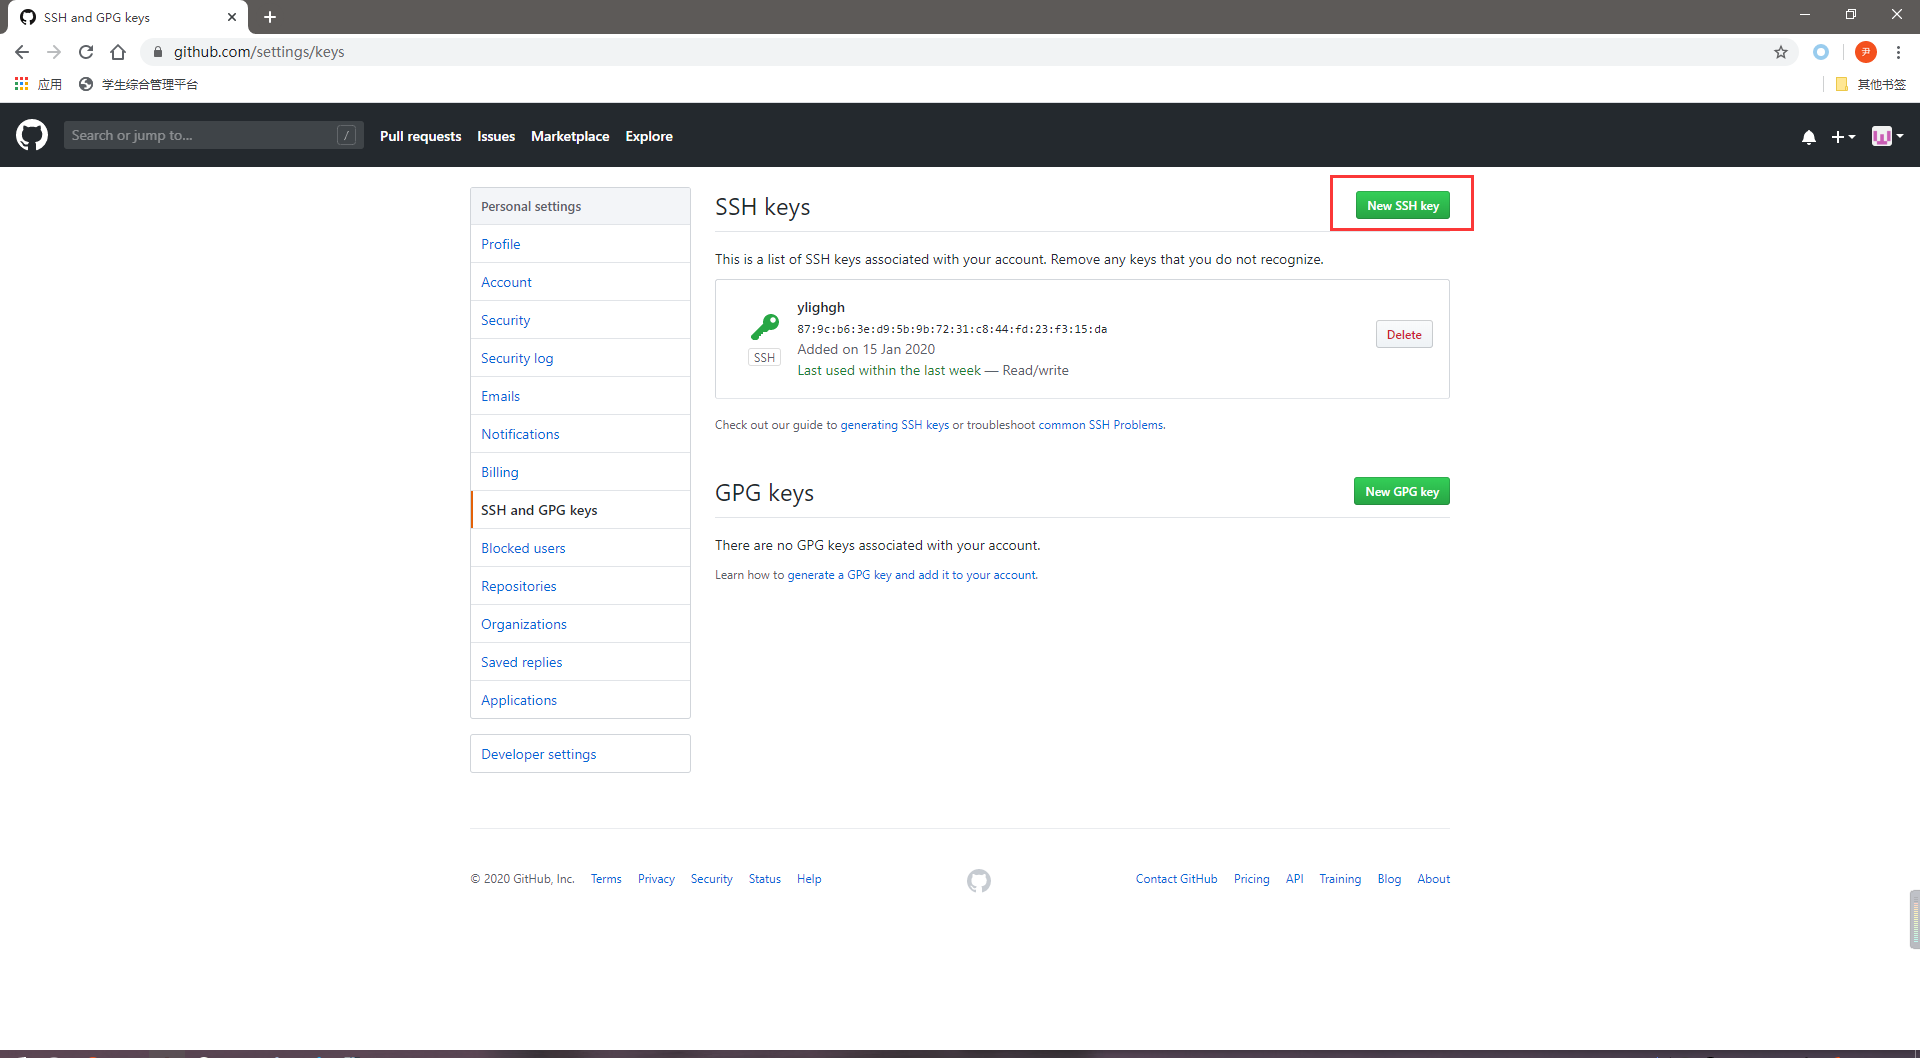 SSH and GPG keys
github.com/settings/keys
尹
应用
学生综合管理平台
其他书签
Search or jump to...
/
Pull requests
Issues
Marketplace
Explore
Personal settings
Profile
Account
Security
Security log
Emails
Notifications
Billing
SSH and GPG keys
Blocked users
Repositories
Organizations
Saved replies
Applications
Developer settings
SSH keys
New SSH key
This is a list of SSH keys associated with your account. Remove any keys that you do not recognize.
ylighgh
87:9c:b6:3e:d9:5b:9b:72:31:c8:44:fd:23:f3:15:da
Added on 15 Jan 2020
Last used within the last week — Read/write
SSH
Delete
Check out our guide to generating SSH keys or troubleshoot common SSH Problems.
GPG keys
New GPG key
There are no GPG keys associated with your account.
Learn how to generate a GPG key and add it to your account.
© 2020 GitHub, Inc.
Terms
Privacy
Security
Status
Help
Contact GitHub
Pricing
API
Training
Blog
About